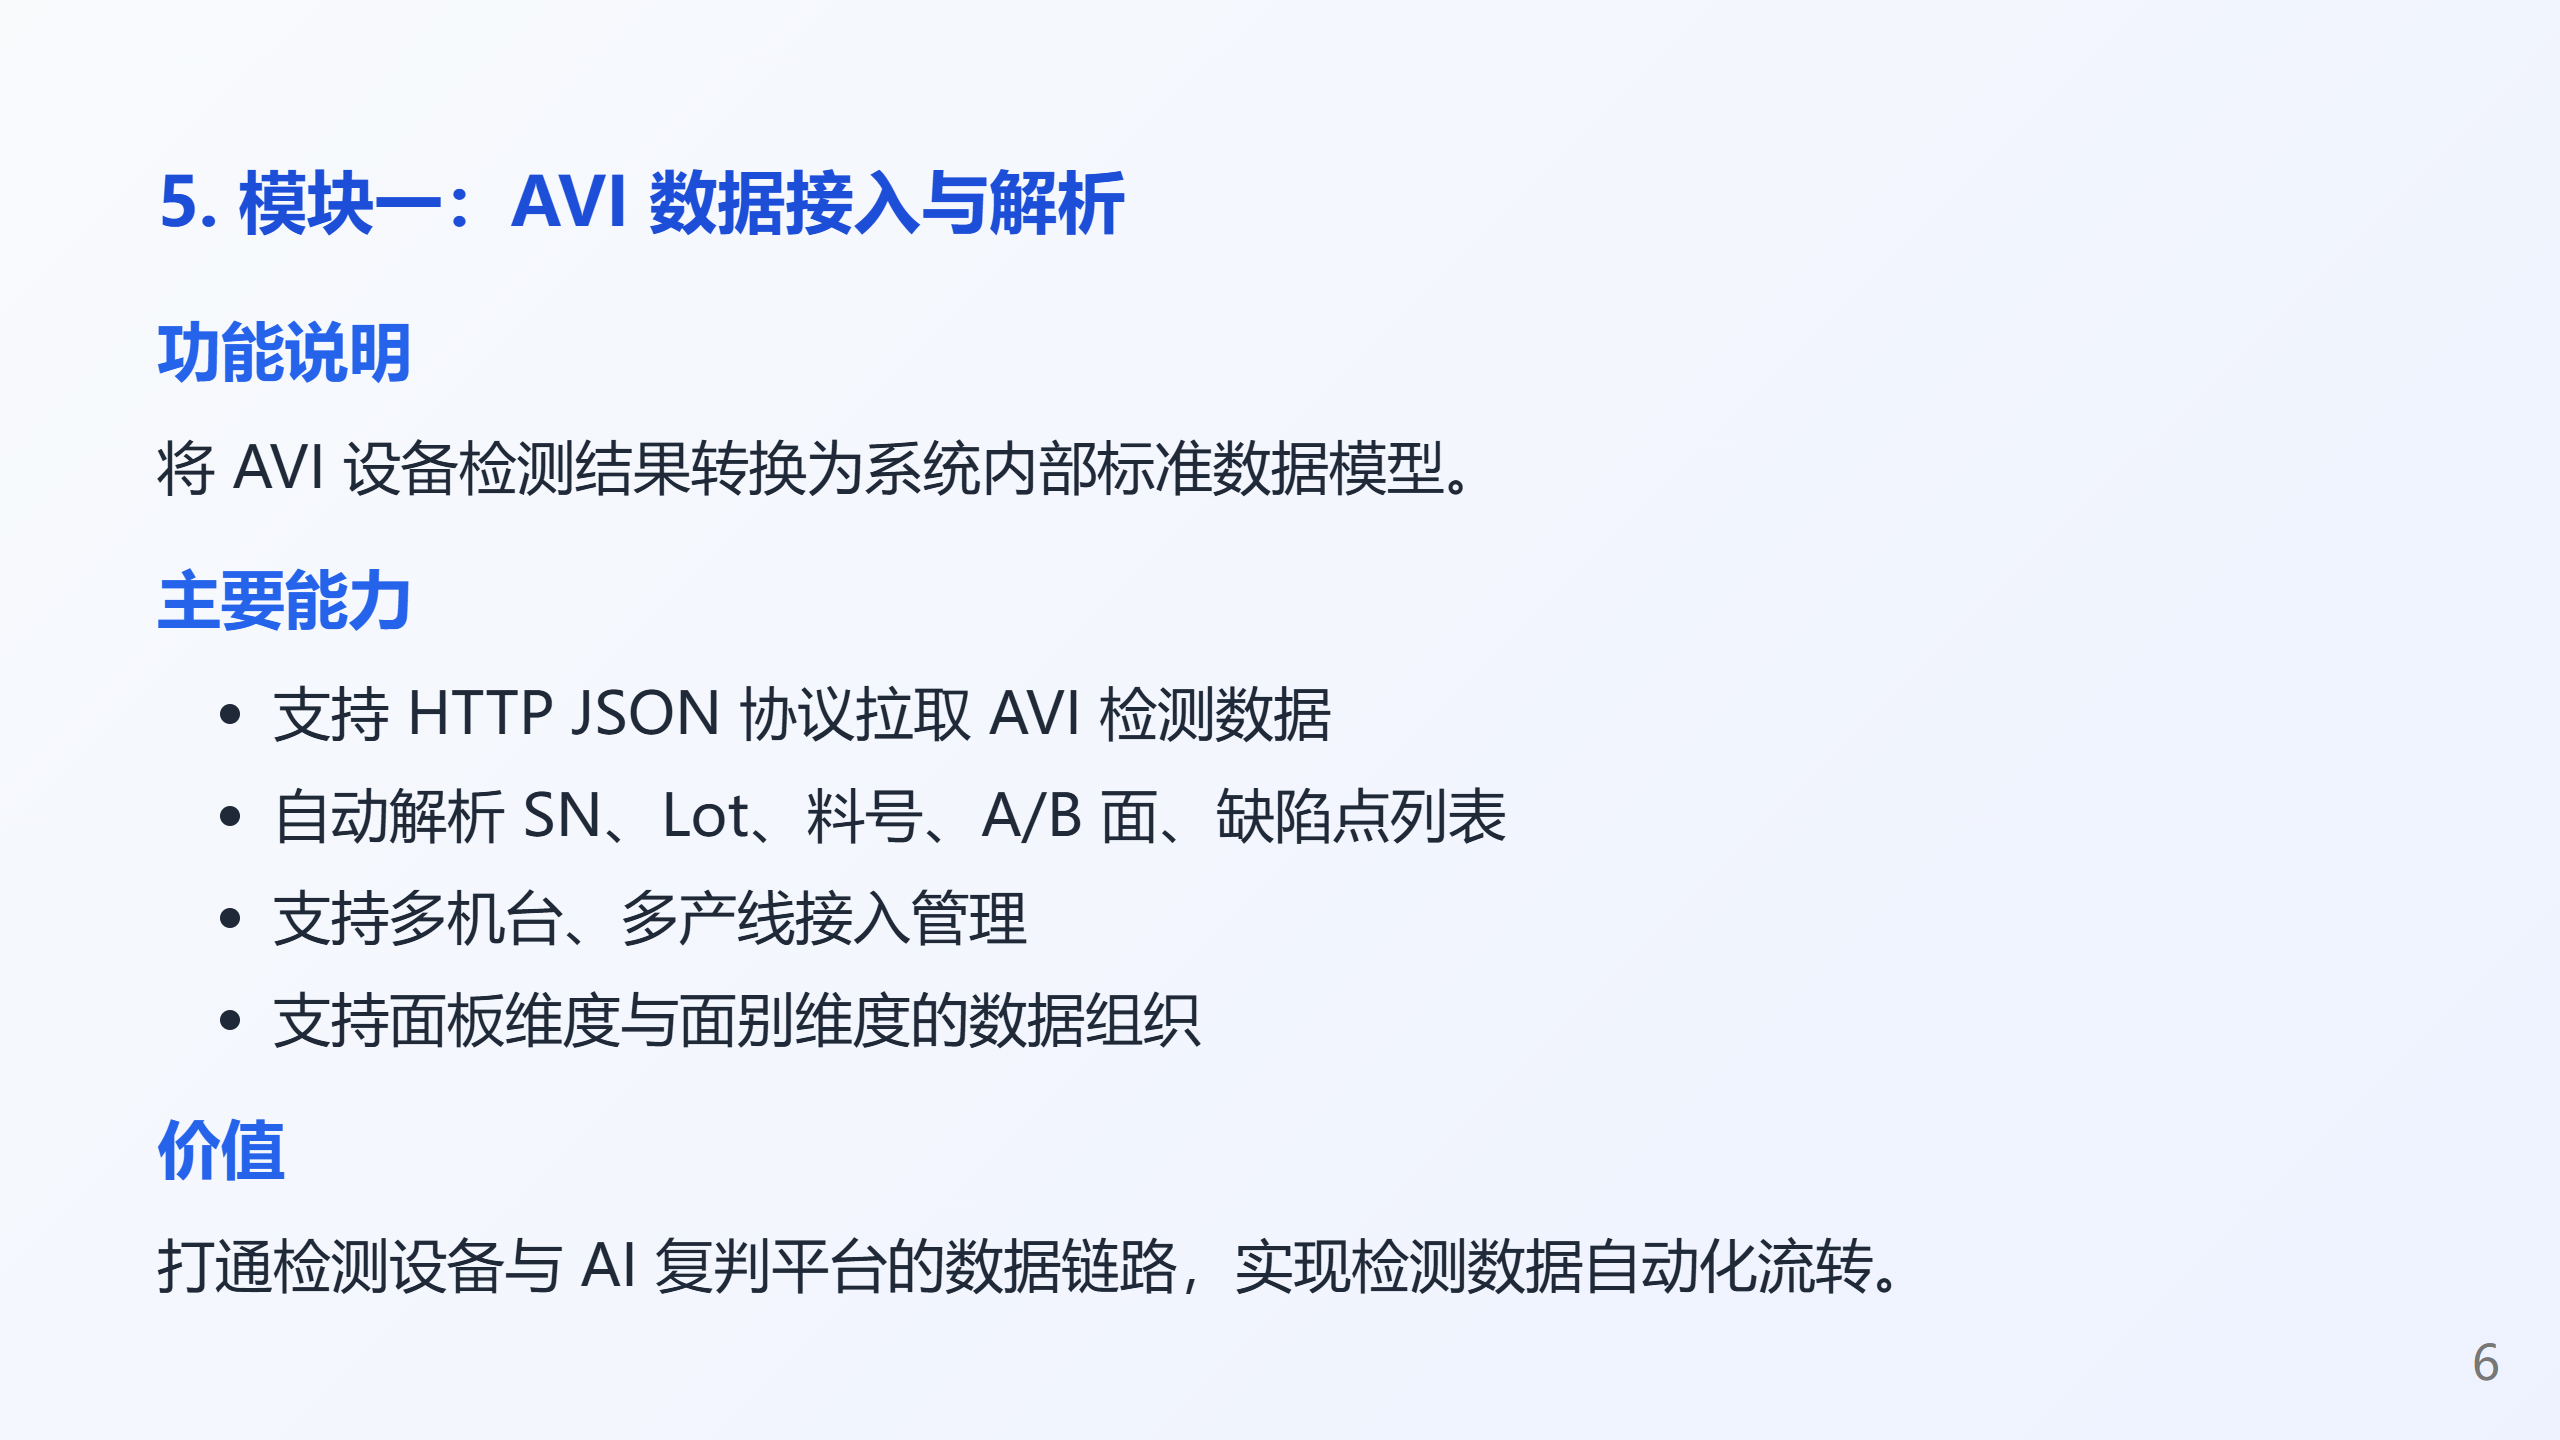 5. 模块一：AVI 数据接入与解析
功能说明
将 AVI 设备检测结果转换为系统内部标准数据模型。
主要能力
• 支持 HTTP JSON 协议拉取 AVI 检测数据
• 自动解析 SN、Lot、料号、A/B 面、缺陷点列表
• 支持多机台、多产线接入管理
• 支持面板维度与面别维度的数据组织
价值
打通检测设备与 AI 复判平台的数据链路，实现检测数据自动化流转。
6